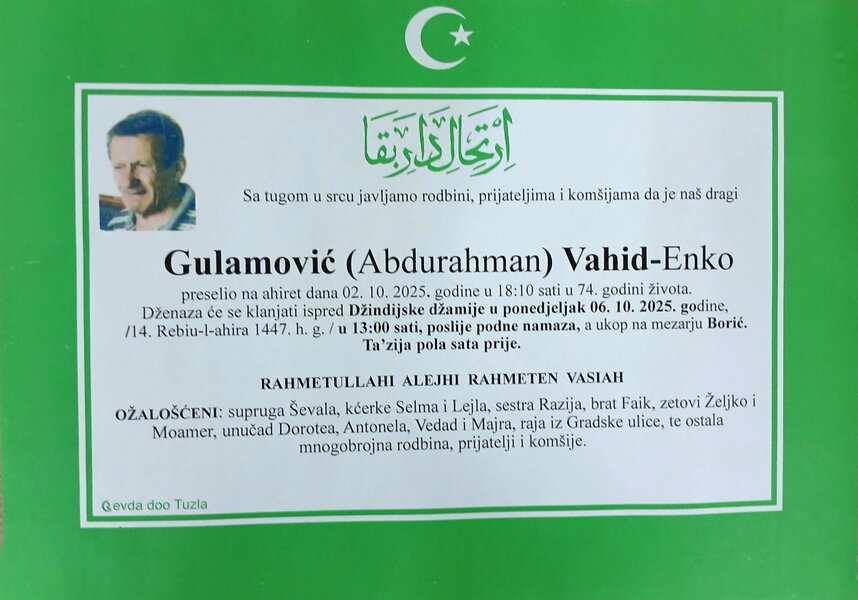 اِرْتِحَالِ دَارِ بَقَا
Sa tugom u srcu javljamo rodbini, prijateljima i komšijama da je naš dragi
Gulamović (Abdurahman) Vahid-Enko
preselio na ahiret dana 02. 10. 2025. godine u 18:10 sati u 74. godini života.
Dženaza će se klanjati ispred Džindijske džamije u ponedjeljak 06. 10. 2025. godine,
/14. Rebiu-l-ahira 1447. h. g. / u 13:00 sati, poslije podne namaza, a ukop na mezarju Borić.
Ta’zija pola sata prije.
RAHMETULLAHI ALEJHI RAHMETEN VASIAH
OŽALOŠĆENI: supruga Ševala, kćerke Selma i Lejla, sestra Razija, brat Faik, zetovi Željko i
Moamer, unučad Dorotea, Antonela, Vedad i Majra, raja iz Gradske ulice, te ostala
mnogobrojna rodbina, prijatelji i komšije.
Ćevda doo Tuzla